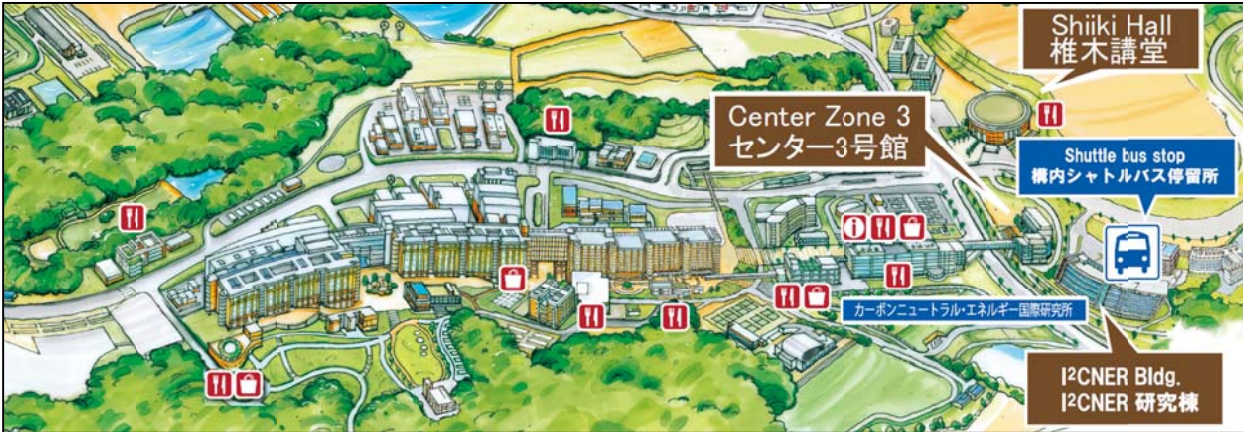 Shiiki Hall
椎木講堂
Center Zone 3
センター3号館
Shuttle bus stop
構内シャトルバス停留所
カーボンニュートラル・エネルギー国際研究所
I²CNER Bldg.
I²CNER 研究棟